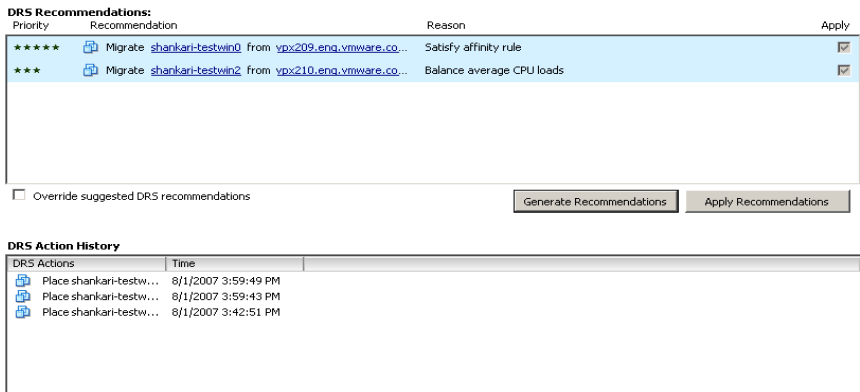 DRS Recommendations:
Priority Recommendation Reason Apply
★★★★★ Migrate shankari-testwin0 from vpx209.eng.vmware.co... Satisfy affinity rule
★★★ Migrate shankari-testwin2 from vpx210.eng.vmware.co... Balance average CPU loads
Override suggested DRS recommendations Generate Recommendations Apply Recommendations
DRS Action History
DRS Actions Time
Place shankari-testw... 8/1/2007 3:59:49 PM
Place shankari-testw... 8/1/2007 3:59:43 PM
Place shankari-testw... 8/1/2007 3:42:51 PM